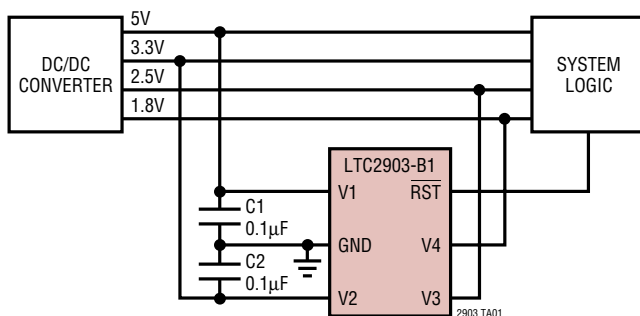 5V
3.3V
2.5V
1.8V
DC/DC
CONVERTER
SYSTEM
LOGIC
LTC2903-B1
V1
RST
GND
V4
V2
V3
C1
0.1µF
C2
0.1µF
2903 TA01